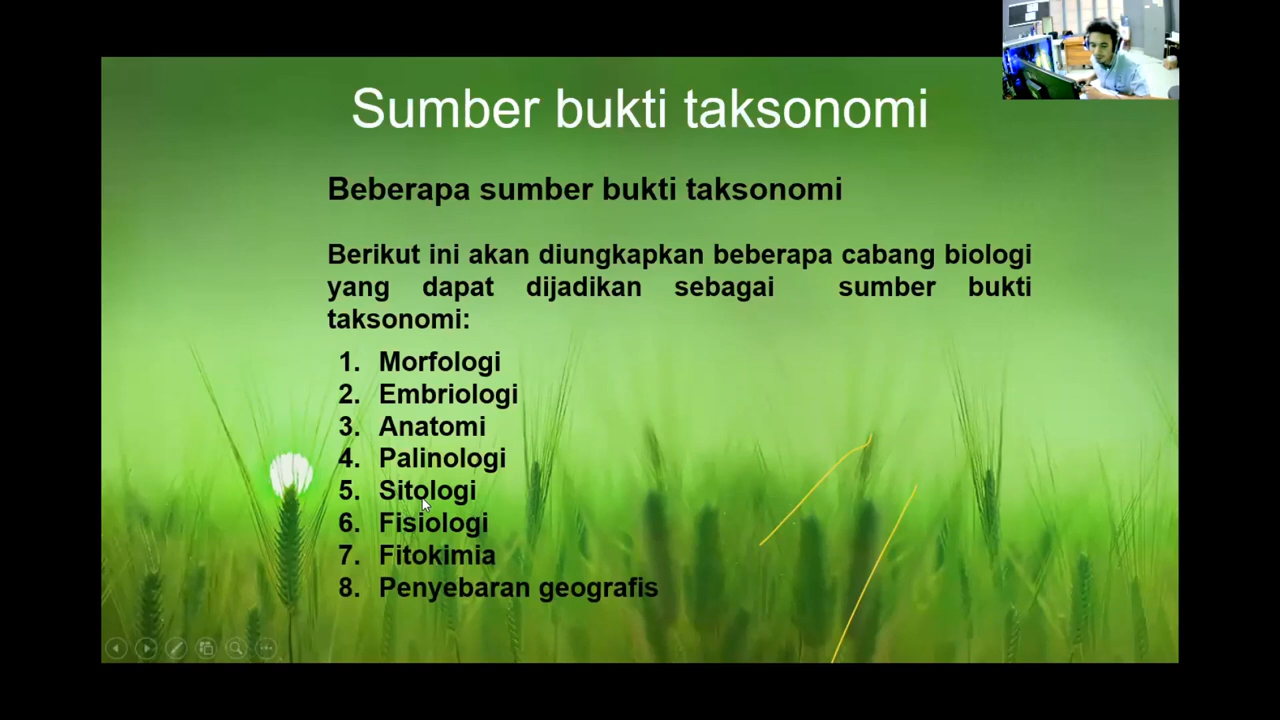 Sumber bukti taksonomi
Beberapa sumber bukti taksonomi
Berikut ini akan diungkapkan beberapa cabang biologi
yang dapat dijadikan sebagai sumber bukti
taksonomi:
1. Morfologi
2. Embriologi
3. Anatomi
4. Palinologi
5. Sitologi
6. Fisiologi
7. Fitokimia
8. Penyebaran geografis